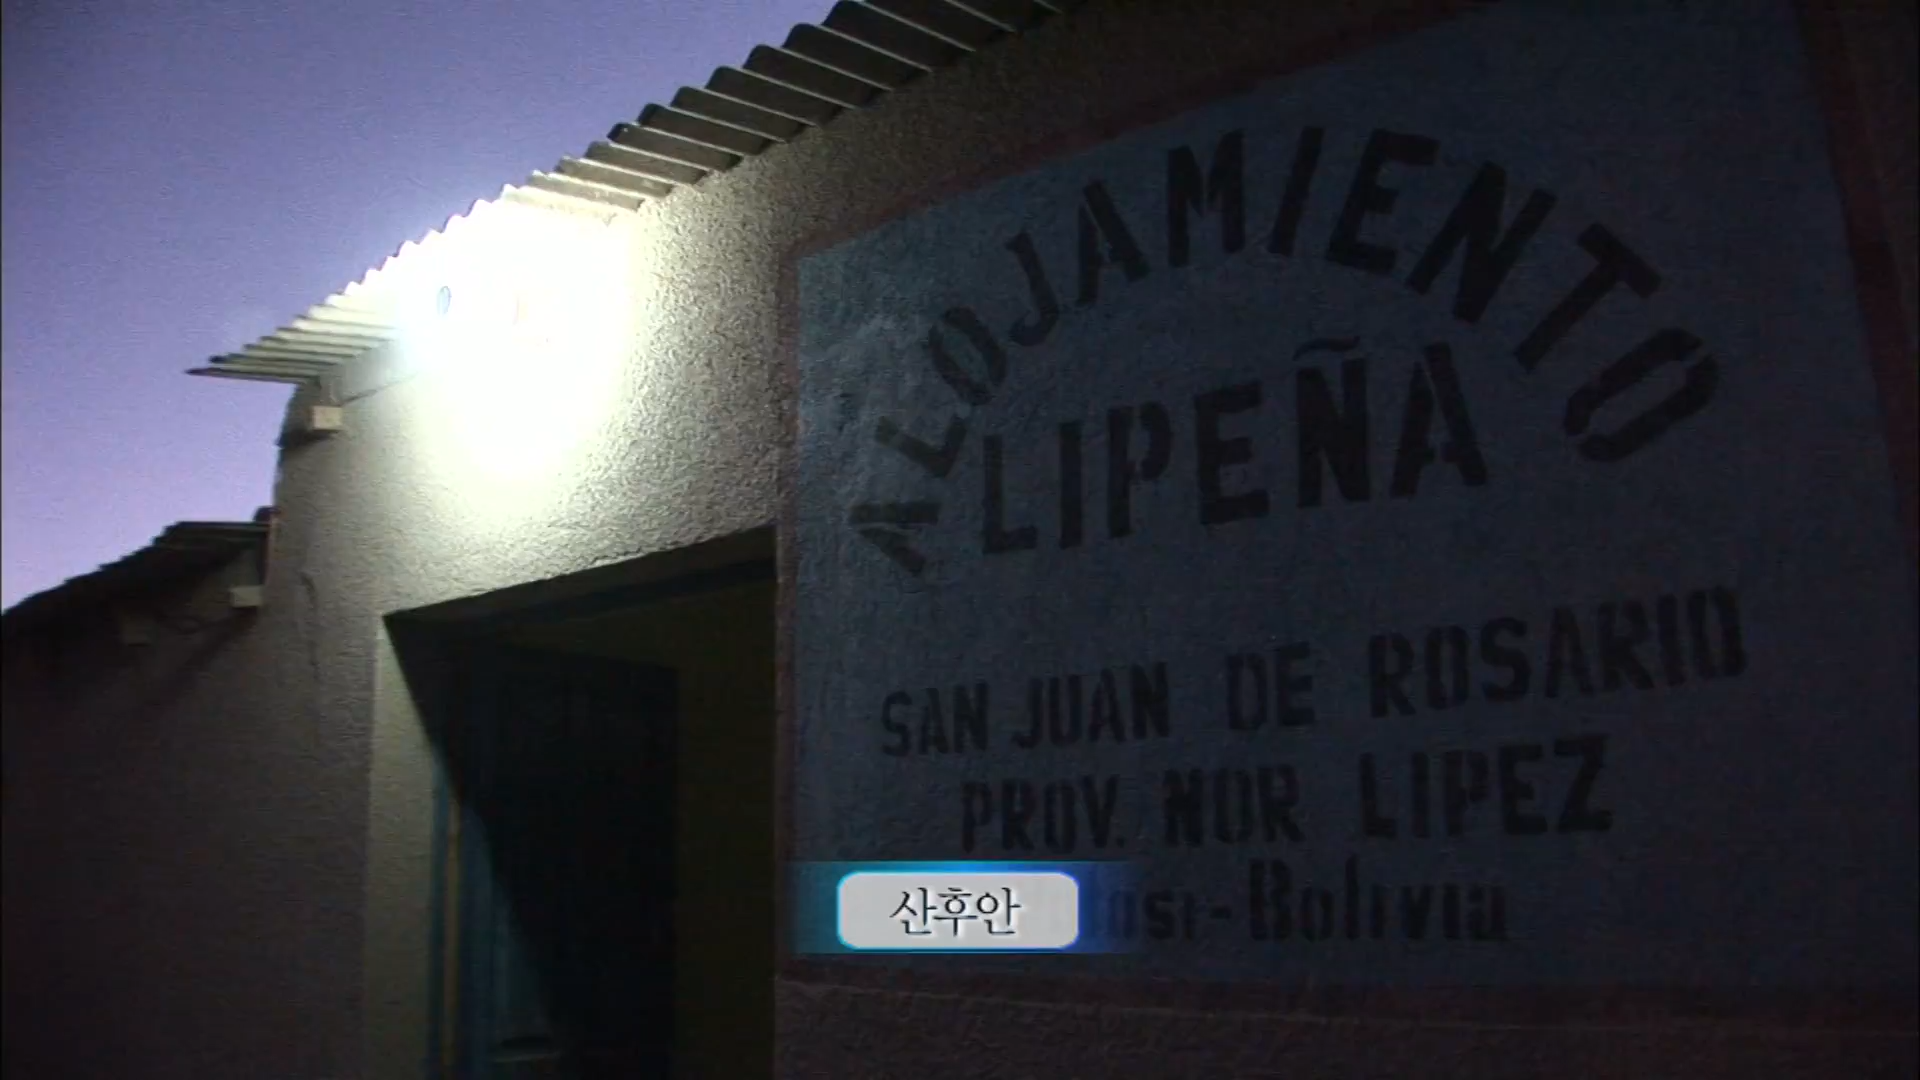 ALOJAMIENTO
LIPEÑA
SAN JUAN DE ROSARIO
PROV. NOR LIPEZ
Bolivia
산후안